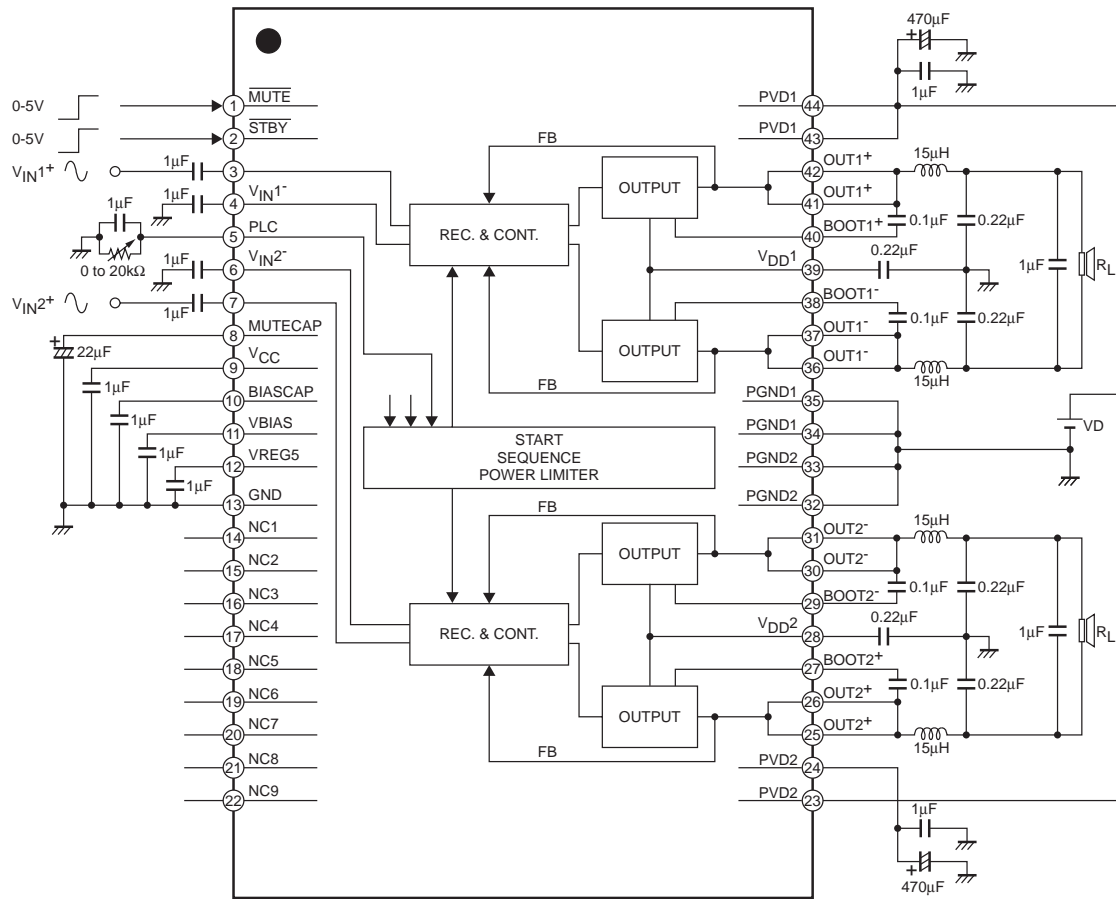 470µF
+
1µF
0-5V
1
MUTE
PVD1
44
0-5V
2
STBY
PVD1
43
VIN1+
1µF
3
FB
OUT1+
42
15µH
1µF
4
VIN1-
OUTPUT
OUT1+
41
1µF
5
PLC
REC. & CONT.
BOOT1+
40
0.1µF
0.22µF
0 to 20kΩ
1µF
6
VIN2-
VDD1
39
0.22µF
1µF
RL
VIN2+
1µF
7
BOOT1-
38
+
22µF
8
MUTECAP
OUTPUT
OUT1-
37
0.1µF
0.22µF
1µF
9
VCC
OUT1-
36
15µH
1µF
10
BIASCAP
FB
PGND1
35
1µF
11
VBIAS
START
SEQUENCE
POWER LIMITER
PGND1
34
VD
1µF
12
VREG5
PGND2
33
13
GND
PGND2
32
14
NC1
FB
OUT2-
31
15µH
15
NC2
OUTPUT
OUT2-
30
16
NC3
BOOT2-
29
0.1µF
0.22µF
17
NC4
REC. & CONT.
VDD2
28
0.22µF
1µF
RL
18
NC5
BOOT2+
27
19
NC6
OUTPUT
OUT2+
26
0.1µF
0.22µF
20
NC7
OUT2+
25
15µH
21
NC8
FB
PVD2
24
22
NC9
PVD2
23
1µF
+
470µF